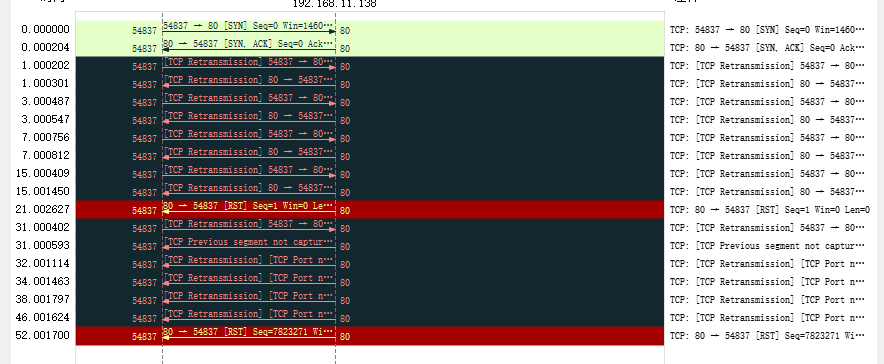 192.168.11.138
0.000000 54837 54837 → 80 [SYN] Seq=0 Win=1460… 80 TCP: 54837 → 80 [SYN] Seq=0 Win=1460…
0.000204 54837 80 → 54837 [SYN, ACK] Seq=0 Ack… 80 TCP: 80 → 54837 [SYN, ACK] Seq=0 Ack…
1.000202 54837 [TCP Retransmission] 54837 → 80… 80 TCP: [TCP Retransmission] 54837 → 80…
1.000301 54837 [TCP Retransmission] 80 → 54837… 80 TCP: [TCP Retransmission] 80 → 54837…
3.000487 54837 [TCP Retransmission] 54837 → 80… 80 TCP: [TCP Retransmission] 54837 → 80…
3.000547 54837 [TCP Retransmission] 80 → 54837… 80 TCP: [TCP Retransmission] 80 → 54837…
7.000756 54837 [TCP Retransmission] 54837 → 80… 80 TCP: [TCP Retransmission] 54837 → 80…
7.000812 54837 [TCP Retransmission] 80 → 54837… 80 TCP: [TCP Retransmission] 80 → 54837…
15.000409 54837 [TCP Retransmission] 54837 → 80… 80 TCP: [TCP Retransmission] 54837 → 80…
15.001450 54837 [TCP Retransmission] 80 → 54837… 80 TCP: [TCP Retransmission] 80 → 54837…
21.002627 54837 80 → 54837 [RST] Seq=1 Win=0 Le… 80 TCP: 80 → 54837 [RST] Seq=1 Win=0 Len=0
31.000402 54837 [TCP Retransmission] 54837 → 80… 80 TCP: [TCP Retransmission] 54837 → 80…
31.000593 54837 [TCP Previous segment not captur… 80 TCP: [TCP Previous segment not captur…
32.001114 54837 [TCP Retransmission] [TCP Port n… 80 TCP: [TCP Retransmission] [TCP Port n…
34.001463 54837 [TCP Retransmission] [TCP Port n… 80 TCP: [TCP Retransmission] [TCP Port n…
38.001797 54837 [TCP Retransmission] [TCP Port n… 80 TCP: [TCP Retransmission] [TCP Port n…
46.001624 54837 [TCP Retransmission] [TCP Port n… 80 TCP: [TCP Retransmission] [TCP Port n…
52.001700 54837 80 → 54837 [RST] Seq=7823271 Wi… 80 TCP: 80 → 54837 [RST] Seq=7823271 Wi…